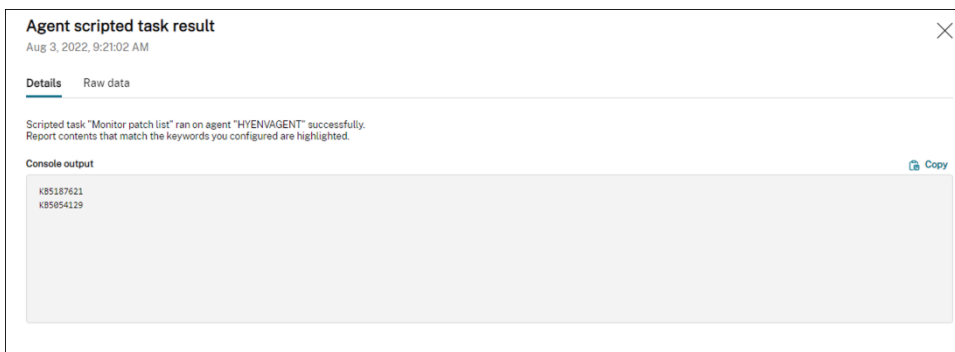 Agent scripted task result
Aug 3, 2022, 9:21:02 AM
Details Raw data
Scripted task "Monitor patch list" ran on agent "HYENVAGENT" successfully.
Report contents that match the keywords you configured are highlighted.
Console output Copy
KB5187621
KB5054129